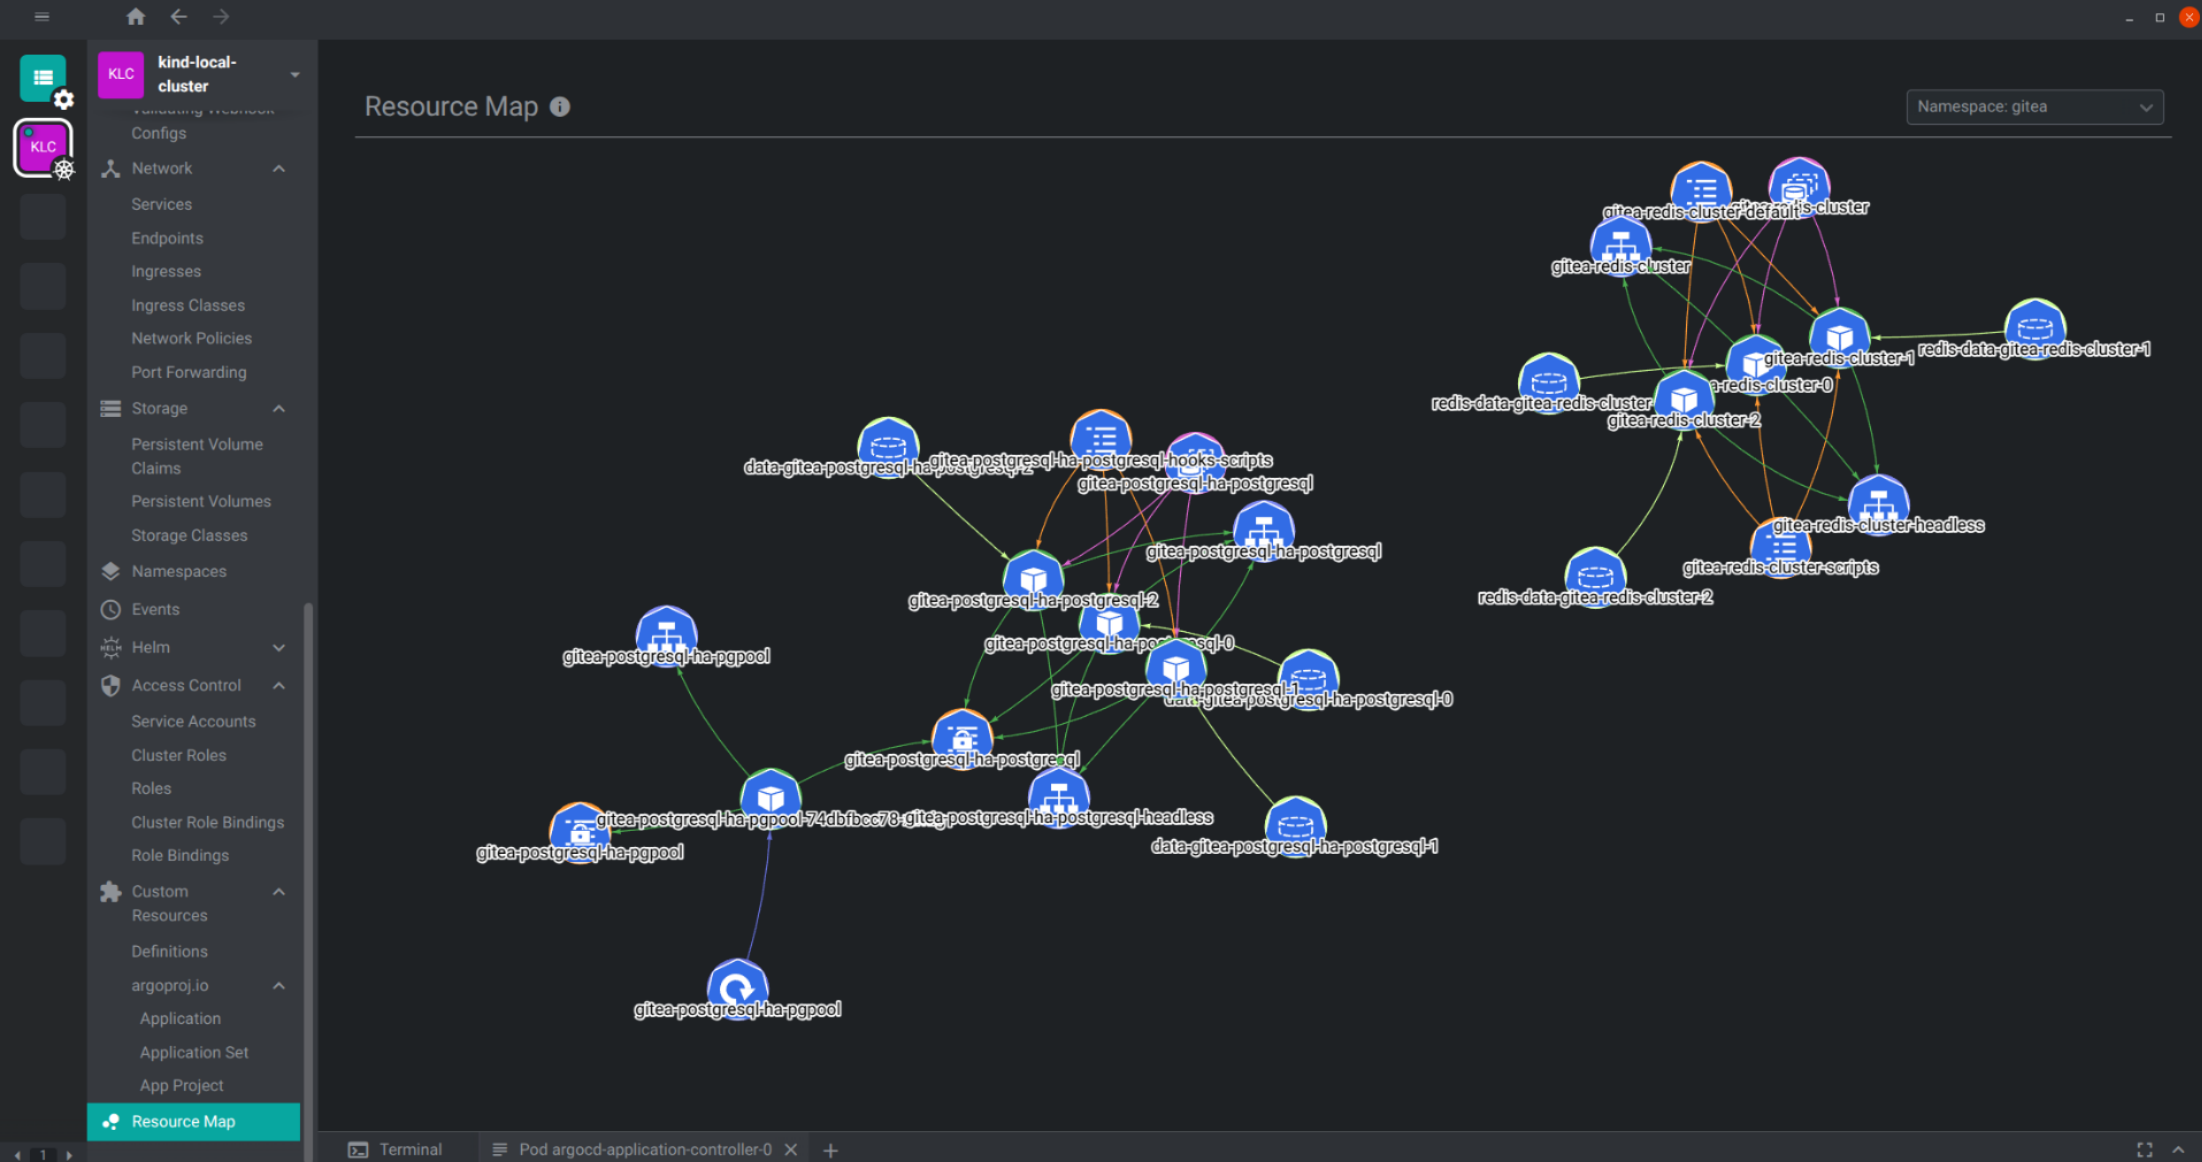 KLC
kind-local-
cluster
KLC
Validating Webhook
Configs
Network
Services
Endpoints
Ingresses
Ingress Classes
Network Policies
Port Forwarding
Storage
Persistent Volume
Claims
Persistent Volumes
Storage Classes
Namespaces
Events
HELM
Helm
Access Control
Service Accounts
Cluster Roles
Roles
Cluster Role Bindings
Role Bindings
Custom
Resources
Definitions
argoproj.io
Application
Application Set
App Project
Resource Map
1
Resource Map
Namespace: gitea
gitea-redis-cluster-default
s-cluster
gitea-redis-cluster
gitea-redis-cluster-1
redis-data-gitea-redis-cluster-1
a-redis-cluster-0
redis-data-gitea-redis-cluster
gitea-redis-cluster-2
gitea-redis-cluster-headless
gitea-redis-cluster-scripts
redis-data-gitea-redis-cluster-2
data-gitea-postgresql-ha-postgresql-2
gitea-postgresql-ha-postgresql-hooks-scripts
gitea-postgresql-ha-postgresql
gitea-postgresql-ha-postgresql
gitea-postgresql-ha-postgresql-2
gitea-postgresql-ha-postgresql-0
gitea-postgresql-ha-pgpool
gitea-postgresql-ha-postgresql-1
data-gitea-postgresql-ha-postgresql-0
gitea-postgresql-ha-postgresql
gitea-postgresql-ha-pgpool-74dbfbcc78-
gitea-postgresql-ha-postgresql-headless
gitea-postgresql-ha-pgpool
data-gitea-postgresql-ha-postgresql-1
gitea-postgresql-ha-pgpool
Terminal
Pod argocd-application-controller-0